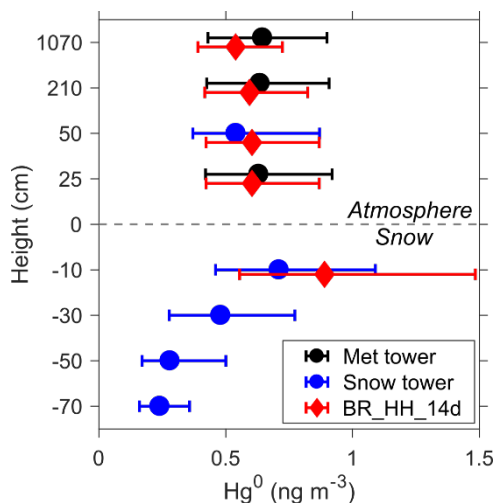 1070
210
50
25
0
-10
-30
-50
-70
Height (cm)
Atmosphere
Snow
Met tower
Snow tower
BR_HH_14d
0 0.5 1 1.5
Hg⁰ (ng m⁻³)